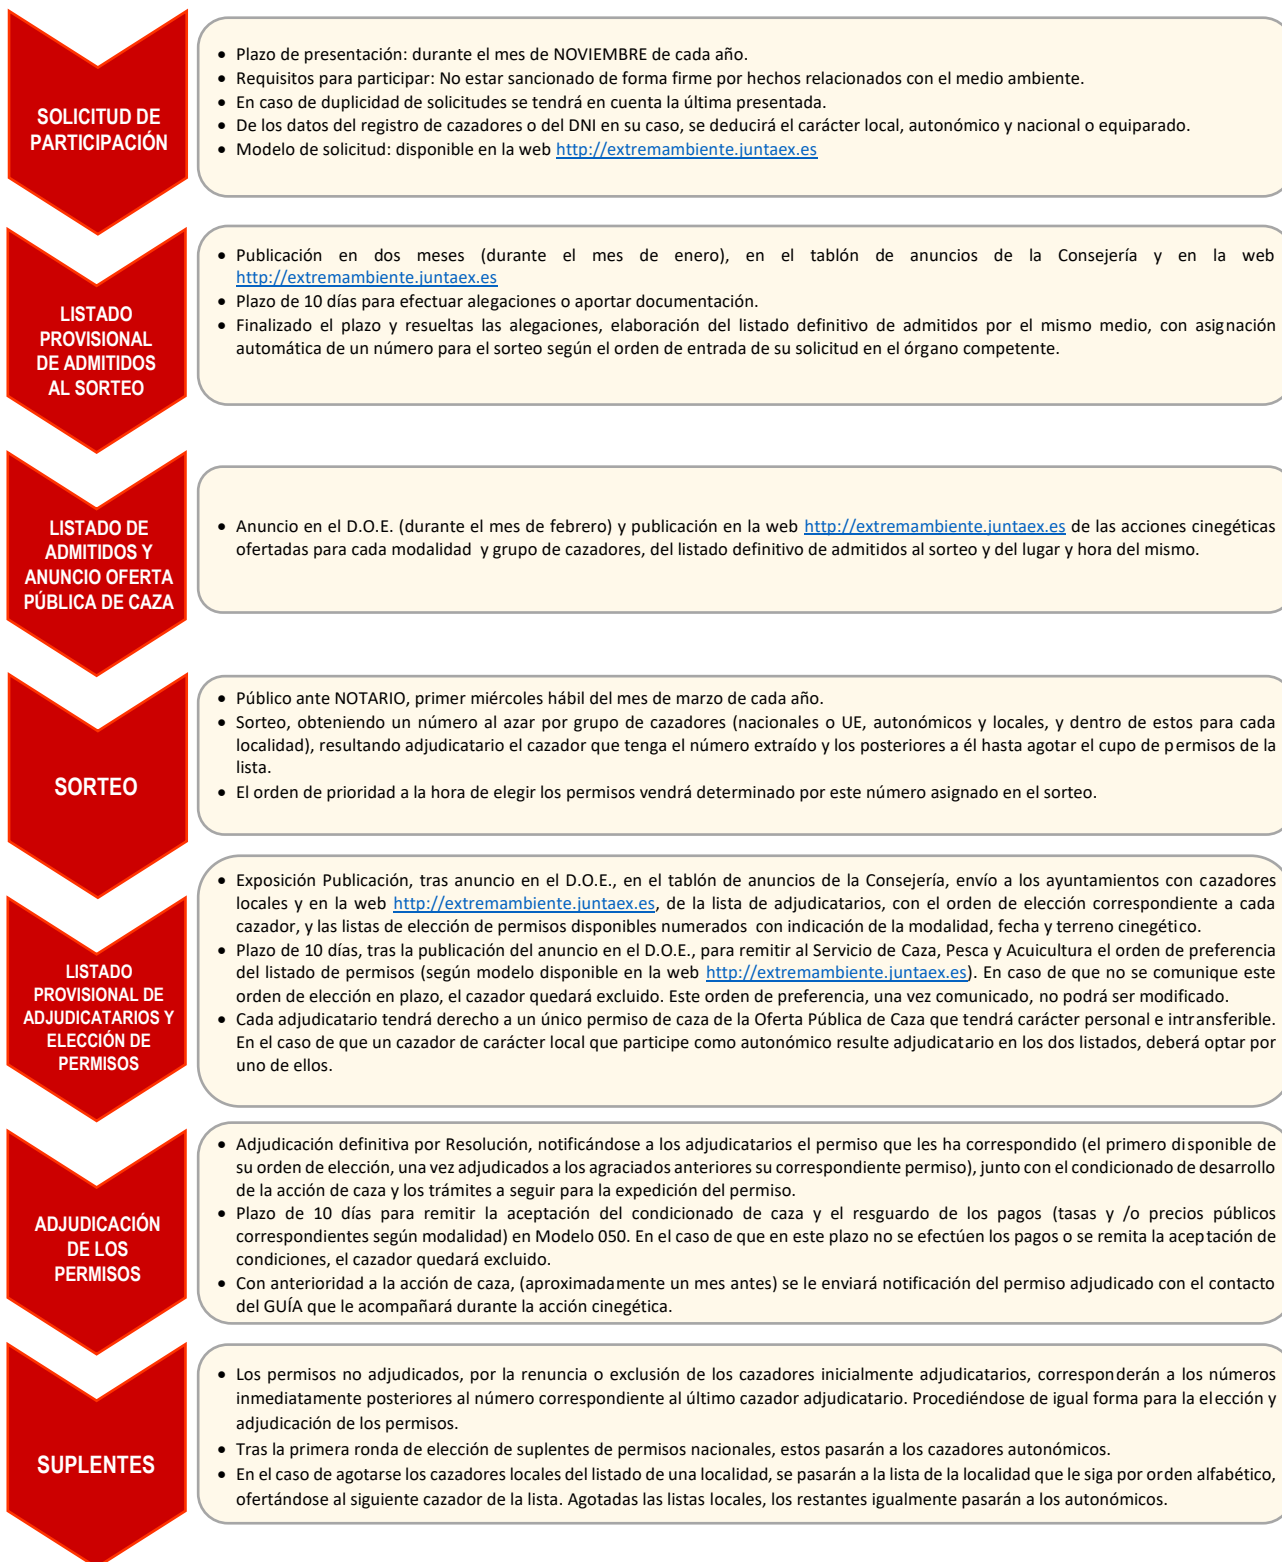 SOLICITUD DE
PARTICIPACIÓN
• Plazo de presentación: durante el mes de NOVIEMBRE de cada año.
• Requisitos para participar: No estar sancionado de forma firme por hechos relacionados con el medio ambiente.
• En caso de duplicidad de solicitudes se tendrá en cuenta la última presentada.
• De los datos del registro de cazadores o del DNI en su caso, se deducirá el carácter local, autonómico y nacional o equiparado.
• Modelo de solicitud: disponible en la web http://extremambiente.juntaex.es
LISTADO
PROVISIONAL
DE ADMITIDOS
AL SORTEO
• Publicación en dos meses (durante el mes de enero), en el tablón de anuncios de la Consejería y en la web
http://extremambiente.juntaex.es
• Plazo de 10 días para efectuar alegaciones o aportar documentación.
• Finalizado el plazo y resueltas las alegaciones, elaboración del listado definitivo de admitidos por el mismo medio, con asignación
automática de un número para el sorteo según el orden de entrada de su solicitud en el órgano competente.
LISTADO DE
ADMITIDOS Y
ANUNCIO OFERTA
PÚBLICA DE CAZA
• Anuncio en el D.O.E. (durante el mes de febrero) y publicación en la web http://extremambiente.juntaex.es de las acciones cinegéticas
ofertadas para cada modalidad y grupo de cazadores, del listado definitivo de admitidos al sorteo y del lugar y hora del mismo.
SORTEO
• Público ante NOTARIO, primer miércoles hábil del mes de marzo de cada año.
• Sorteo, obteniendo un número al azar por grupo de cazadores (nacionales o UE, autonómicos y locales, y dentro de estos para cada
localidad), resultando adjudicatario el cazador que tenga el número extraído y los posteriores a él hasta agotar el cupo de permisos de la
lista.
• El orden de prioridad a la hora de elegir los permisos vendrá determinado por este número asignado en el sorteo.
LISTADO
PROVISIONAL DE
ADJUDICATARIOS Y
ELECCIÓN DE
PERMISOS
• Exposición Publicación, tras anuncio en el D.O.E., en el tablón de anuncios de la Consejería, envío a los ayuntamientos con cazadores
locales y en la web http://extremambiente.juntaex.es, de la lista de adjudicatarios, con el orden de elección correspondiente a cada
cazador, y las listas de elección de permisos disponibles numerados con indicación de la modalidad, fecha y terreno cinegético.
• Plazo de 10 días, tras la publicación del anuncio en el D.O.E., para remitir al Servicio de Caza, Pesca y Acuicultura el orden de preferencia
del listado de permisos (según modelo disponible en la web http://extremambiente.juntaex.es). En caso de que no se comunique este
orden de elección en plazo, el cazador quedará excluido. Este orden de preferencia, una vez comunicado, no podrá ser modificado.
• Cada adjudicatario tendrá derecho a un único permiso de caza de la Oferta Pública de Caza que tendrá carácter personal e intransferible.
En el caso de que un cazador de carácter local que participe como autonómico resulte adjudicatario en los dos listados, deberá optar por
uno de ellos.
ADJUDICACIÓN
DE LOS
PERMISOS
• Adjudicación definitiva por Resolución, notificándose a los adjudicatarios el permiso que les ha correspondido (el primero disponible de
su orden de elección, una vez adjudicados a los agraciados anteriores su correspondiente permiso), junto con el condicionado de desarrollo
de la acción de caza y los trámites a seguir para la expedición del permiso.
• Plazo de 10 días para remitir la aceptación del condicionado de caza y el resguardo de los pagos (tasas y /o precios públicos
correspondientes según modalidad) en Modelo 050. En el caso de que en este plazo no se efectúen los pagos o se remita la aceptación de
condiciones, el cazador quedará excluido.
• Con anterioridad a la acción de caza, (aproximadamente un mes antes) se le enviará notificación del permiso adjudicado con el contacto
del GUÍA que le acompañará durante la acción cinegética.
SUPLENTES
• Los permisos no adjudicados, por la renuncia o exclusión de los cazadores inicialmente adjudicatarios, corresponderán a los números
inmediatamente posteriores al número correspondiente al último cazador adjudicatario. Procediéndose de igual forma para la elección y
adjudicación de los permisos.
• Tras la primera ronda de elección de suplentes de permisos nacionales, estos pasarán a los cazadores autonómicos.
• En el caso de agotarse los cazadores locales del listado de una localidad, se pasarán a la lista de la localidad que le siga por orden alfabético,
ofertándose al siguiente cazador de la lista. Agotadas las listas locales, los restantes igualmente pasarán a los autonómicos.